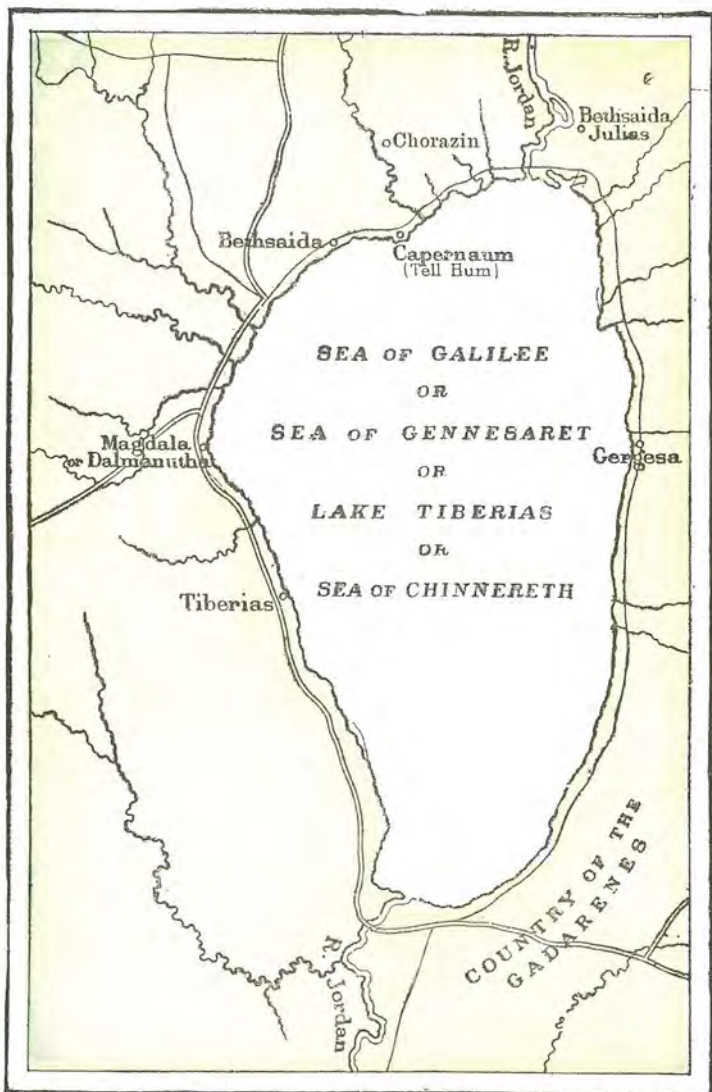 R. Jordan
Bethsaida
Julias
Chorazin
Bethsaida
Capernaum
(Tell Hum)
SEA OF GALILEE
OR
SEA OF GENNESARET
OR
LAKE TIBERIAS
OR
SEA OF CHINNERETH
Magdala
or Dalmanutha
Gergesa
Tiberias
COUNTRY OF THE
GADARENES
R. Jordan